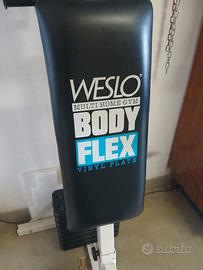 WESLO®
MULTI HOME GYM
BODY
FLEX
VINYL PLATE
subito